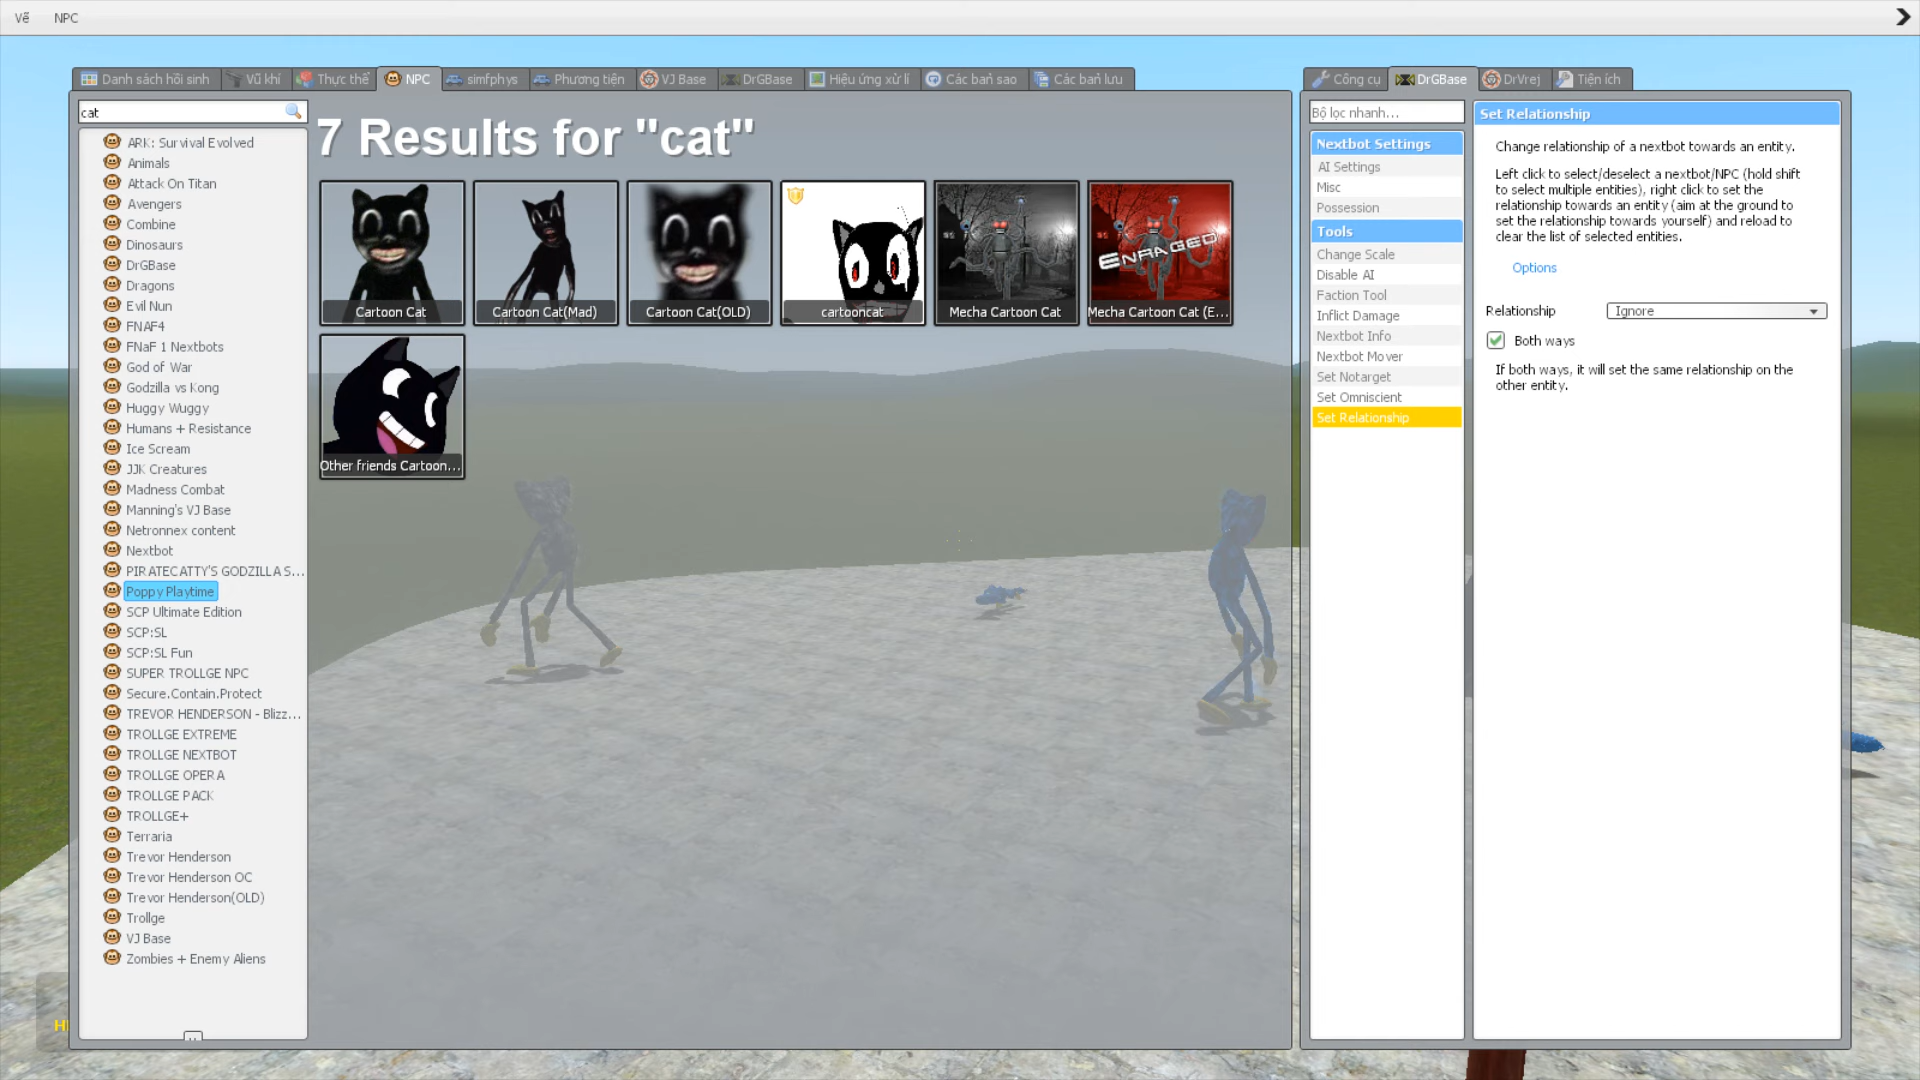 Vẽ NPC
Danh sách hồi sinh Vũ khí Thực thể NPC simfphys Phương tiện VJ Base DrGBase Hiệu ứng xử lí Các bản sao Các bản lưu
Công cụ DrGBase DrVrej Tiện ích
cat
ARK: Survival Evolved
Animals
Attack On Titan
Avengers
Combine
Dinosaurs
DrGBase
Dragons
Evil Nun
FNAF4
FNaF 1 Nextbots
God of War
Godzilla vs Kong
Huggy Wuggy
Humans + Resistance
Ice Scream
JJK Creatures
Madness Combat
Manning's VJ Base
Netronnex content
Nextbot
PIRATECATTY'S GODZILLA S...
Poppy Playtime
SCP Ultimate Edition
SCP:SL
SCP:SL Fun
SUPER TROLLGE NPC
Secure.Contain.Protect
TREVOR HENDERSON - Blizz...
TROLLGE EXTREME
TROLLGE NEXTBOT
TROLLGE OPERA
TROLLGE PACK
TROLLGE+
Terraria
Trevor Henderson
Trevor Henderson OC
Trevor Henderson(OLD)
Trollge
VJ Base
Zombies + Enemy Aliens
7 Results for "cat"
Cartoon Cat
Cartoon Cat(Mad)
Cartoon Cat(OLD)
cartooncat
Mecha Cartoon Cat
ENRAGED
Mecha Cartoon Cat (E...
Other friends Cartoon...
Bộ lọc nhanh...
Nextbot Settings
AI Settings
Misc
Possession
Tools
Change Scale
Disable AI
Faction Tool
Inflict Damage
Nextbot Info
Nextbot Mover
Set Notarget
Set Omniscient
Set Relationship
Set Relationship
Change relationship of a nextbot towards an entity.
Left click to select/deselect a nextbot/NPC (hold shift
to select multiple entities), right click to set the
relationship towards an entity (aim at the ground to
set the relationship towards yourself) and reload to
clear the list of selected entities.
Options
Relationship Ignore
Both ways
If both ways, it will set the same relationship on the
other entity.